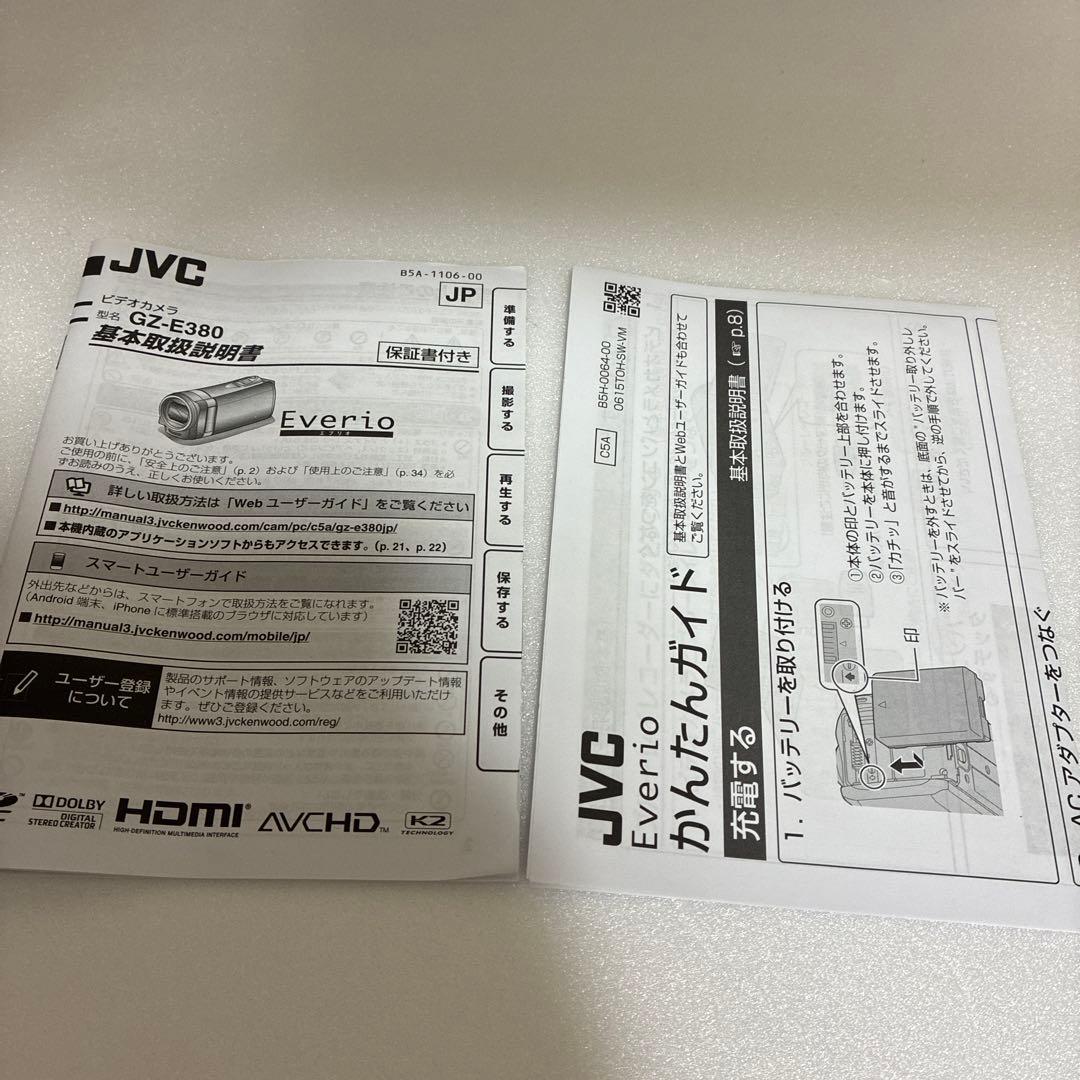 JVC
B5A-1106-00
JP
ビデオカメラ
型名 GZ-E380
基本取扱説明書
保証書付き
Everio
エブリオ
お買い上げありがとうございます。
ご使用の前に、「安全上のご注意」(p. 2) および「使用上のご注意」(p. 34) を必
ずお読みのうえ、正しくお使いください。
詳しい取扱方法は「Web ユーザーガイド」をご覧ください
■ http://manual3.jvckenwood.com/cam/pc/c5a/gz-e380jp/
■ 本機内蔵のアプリケーションソフトからもアクセスできます。(p. 21、p. 22)
スマートユーザーガイド
外出先などからは、スマートフォンで取扱方法をご覧になれます。
(Android 端末、iPhone に標準搭載のブラウザに対応しています)
■ http://manual3.jvckenwood.com/mobile/jp/
ユーザー登録
について
製品のサポート情報、ソフトウェアのアップデート情報
やイベント情報の提供サービスなどをご利用いただけ
ます。ぜひご登録ください。
http://www3.jvckenwood.com/reg/
DOLBY
DIGITAL
STEREO CREATOR
HDMI®
HIGH-DEFINITION MULTIMEDIA INTERFACE
AVCHD™
K2
TECHNOLOGY
準備する
撮影する
再生する
保存する
その他
JVC
Everio
かんたんガイド
C5A
B5H-0064-00
0615TOH-SW-VM
基本取扱説明書とWebユーザーガイドも合わせて
ご覧ください。
充電する
基本取扱説明書(☞ p.8)
1. バッテリーを取り付ける
①本体の印とバッテリー上部を合わせます。
②バッテリーを本体に押し付けます。
③「カチッ」と音がするまでスライドさせます。
※ バッテリーを外すときは、底面の"バッテリー取り外しレ
バー"をスライドさせてから、逆の手順で外してください。
印
AC アダプターをつなぐ